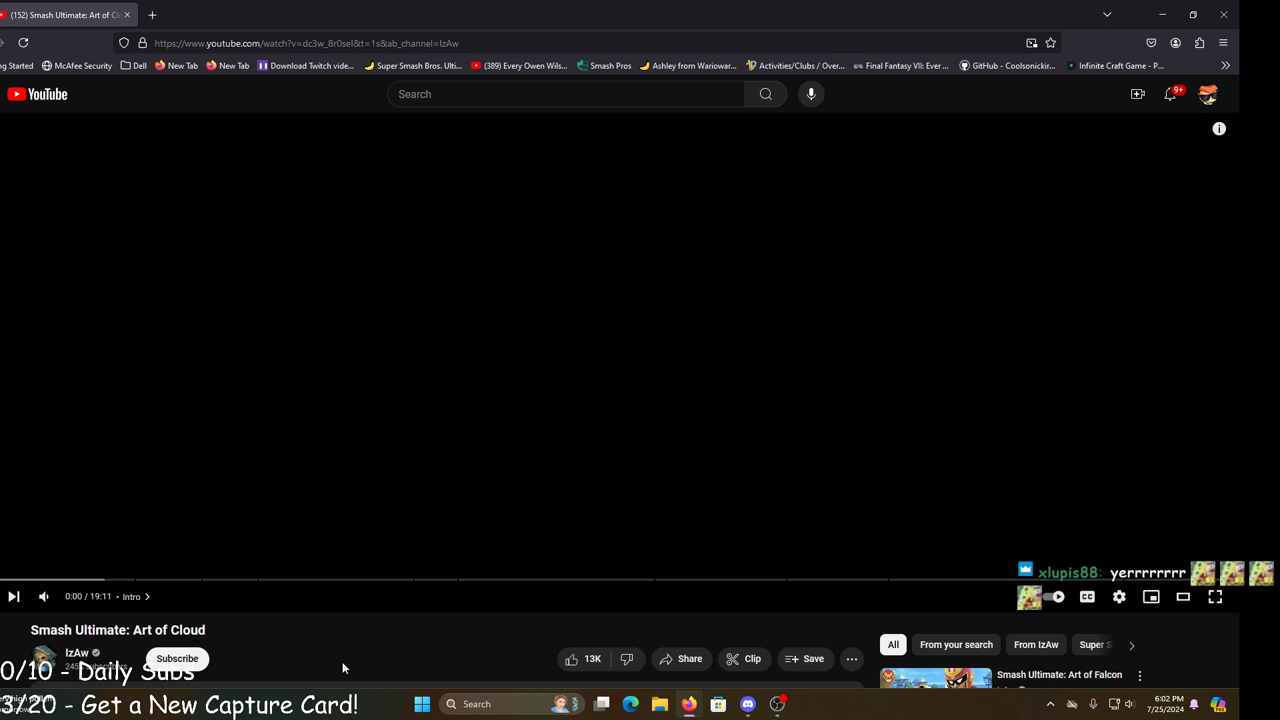 (152) Smash Ultimate: Art of Cl
https://www.youtube.com/watch?v=dc3w_8r0seI&t=1s&ab_channel=IzAw
ng Started McAfee Security Dell New Tab New Tab Download Twitch vide... Super Smash Bros. Ulti... (389) Every Owen Wils... Smash Pros Ashley from Wariowar... Activities/Clubs / Over... Final Fantasy VII: Ever ... GitHub - Coolsonickir... Infinite Craft Game - P...
YouTube Search 9+
xlupis88: yerrrrrrrr
0:00 / 19:11 • Intro CC
Smash Ultimate: Art of Cloud
All From your search From IzAw Super S
IzAw Subscribe 13K Share Clip Save
0/10 - Daily Subs
Smash Ultimate: Art of Falcon
3/20 - Get a New Capture Card!
Search
6:02 PM
7/25/2024